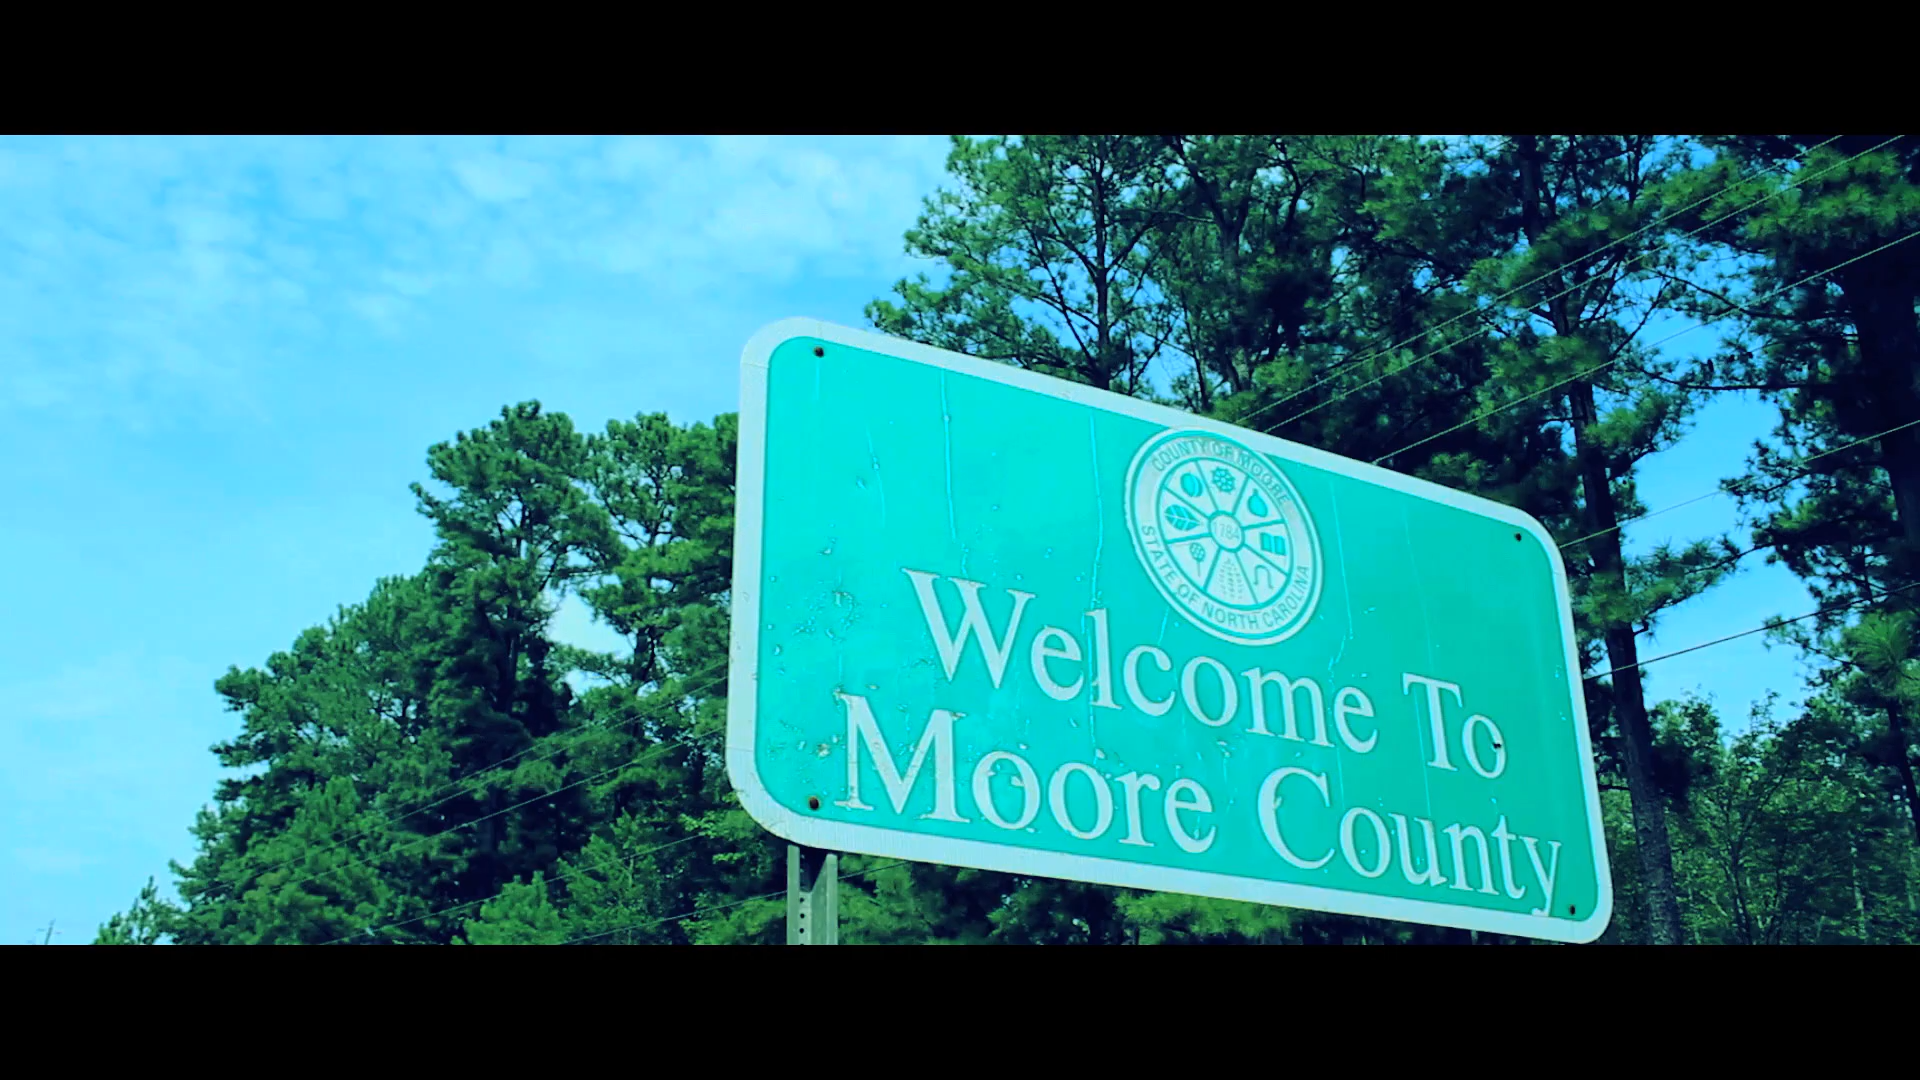 COUNTY OF MOORE
1784
STATE OF NORTH CAROLINA
Welcome To
Moore County